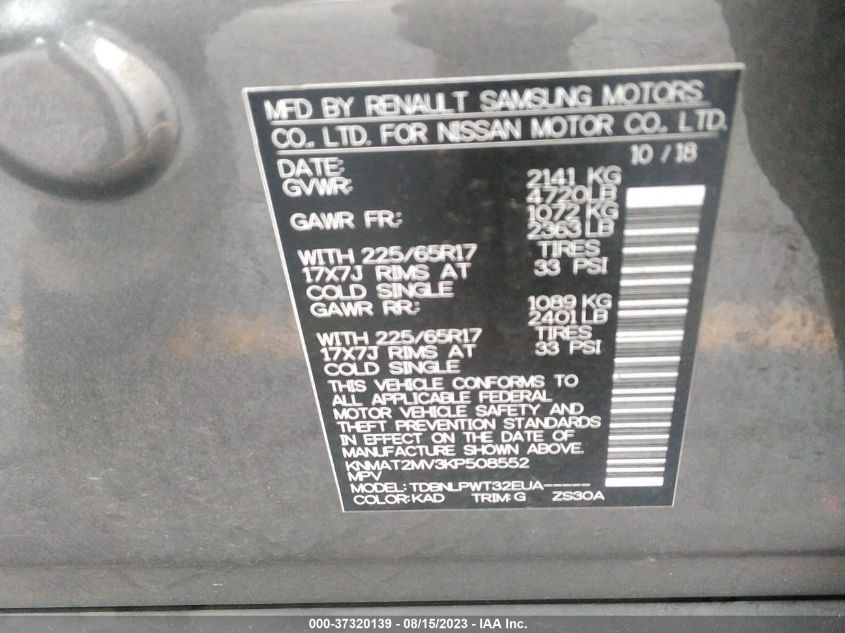 MFD BY RENAULT SAMSUNG MOTORS
CO., LTD. FOR NISSAN MOTOR CO., LTD.
DATE: 10 / 18
GVWR: 2141 KG
4720LB
GAWR FR: 1072 KG
2363 LB
WITH 225/65R17 TIRES
17X7J RIMS AT 33 PSI
COLD SINGLE
GAWR RR: 1089 KG
2401 LB
WITH 225/65R17 TIRES
17X7J RIMS AT 33 PSI
COLD SINGLE
THIS VEHICLE CONFORMS TO
ALL APPLICABLE FEDERAL
MOTOR VEHICLE SAFETY AND
THEFT PREVENTION STANDARDS
IN EFFECT ON THE DATE OF
MANUFACTURE SHOWN ABOVE.
KNMAT2MV3KP508552
MPV
MODEL: TDBNLPWT32EUA-----
COLOR: KAD TRIM: G ZS30A
000-37320139 - 08/15/2023 - IAA Inc.